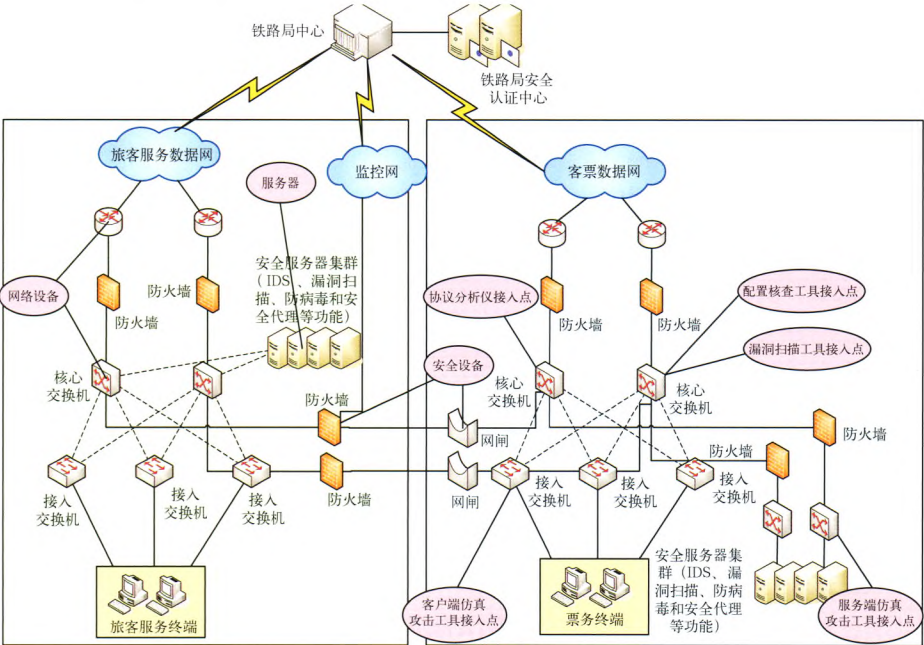 铁路局中心
铁路局安全
认证中心
旅客服务数据网
监控网
客票数据网
服务器
网络设备
防火墙
防火墙
安全服务器集群
(IDS、漏洞扫
描、防病毒和安
全代理等功能)
协议分析仪接入点
配置核查工具接入点
防火墙
防火墙
漏洞扫描工具接入点
安全设备
核心
交换机
防火墙
核心
交换机
网闸
防火墙
防火墙
接入
交换机
接入
交换机
接入
交换机
防火墙
网闸
接入
交换机
接入
交换机
接入
交换机
安全服务器集
群(IDS、漏
洞扫描、防病
毒和安全代理
等功能)
旅客服务终端
客户端仿真
攻击工具接入点
票务终端
服务端仿真
攻击工具接入点